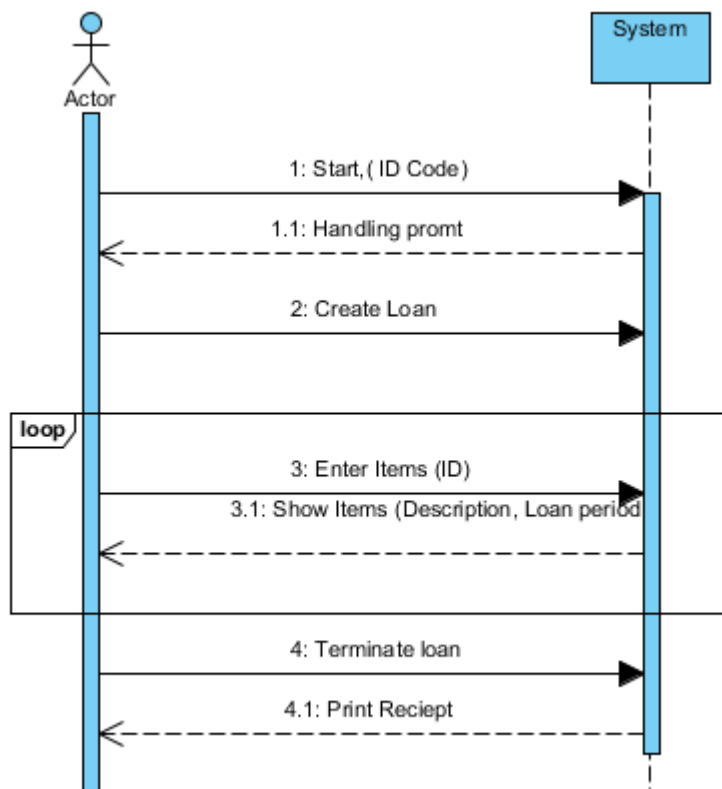 System
Actor
1: Start,( ID Code)
1.1: Handling promt
2: Create Loan
loop
3: Enter Items (ID)
3.1: Show Items (Description, Loan period
4: Terminate loan
4.1: Print Reciept